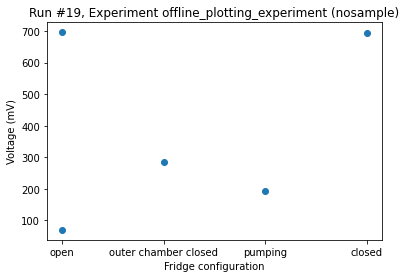 Run #19, Experiment offline_plotting_experiment (nosample)
700
600
500
400
300
200
100
Voltage (mV)
open outer chamber closed pumping closed
Fridge configuration